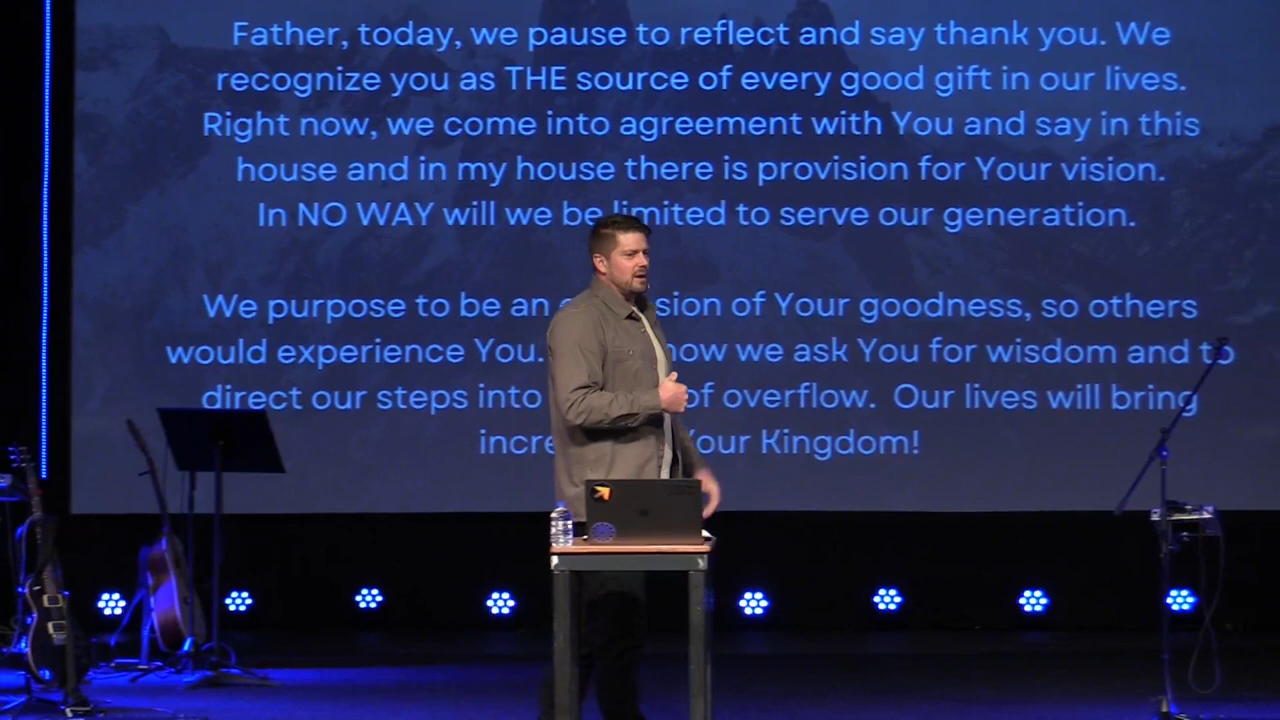 Father, today, we pause to reflect and say thank you. We
recognize you as THE source of every good gift in our lives.
Right now, we come into agreement with You and say in this
house and in my house there is provision for Your vision.
In NO WAY will we be limited to serve our generation.
We purpose to be an sion of Your goodness, so others
would experience You. now we ask You for wisdom and to
direct our steps into of overflow. Our lives will bring
incre Your Kingdom!